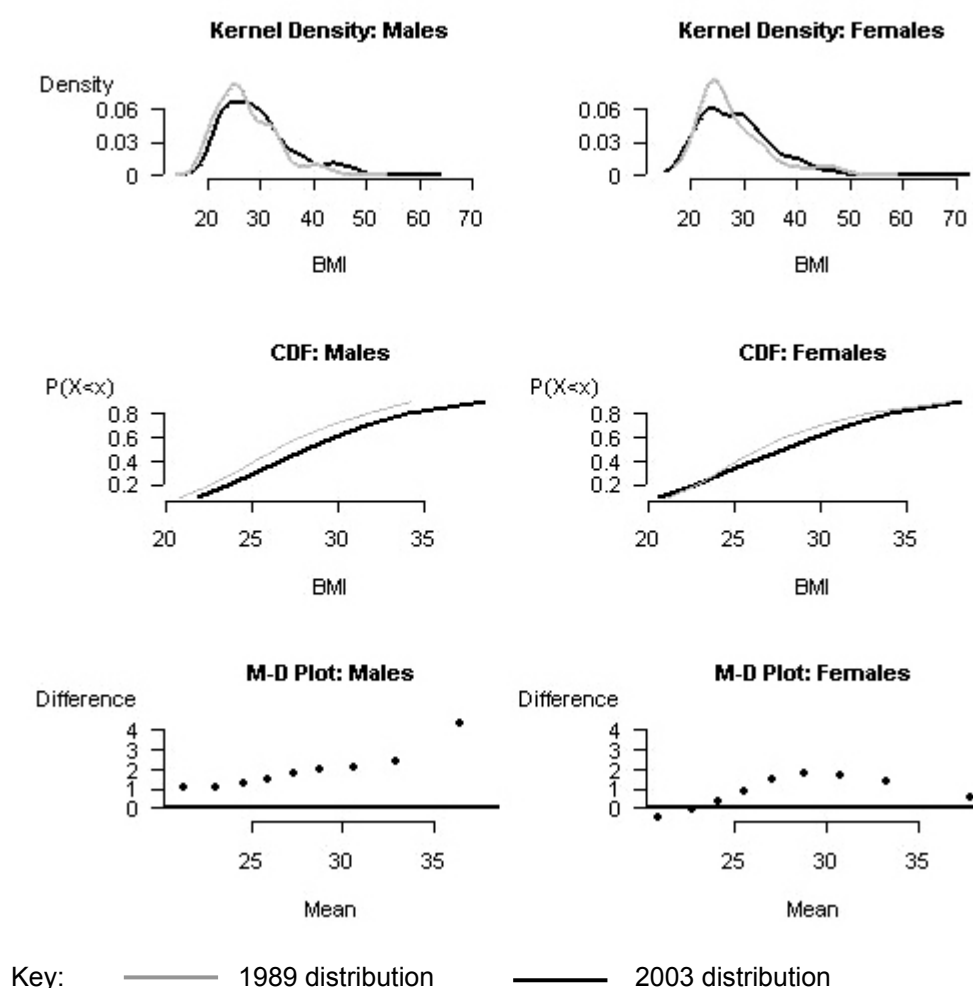 Kernel Density: Males
Kernel Density: Females
Density
0.06
0.03
0
20 30 40 50 60 70
BMI
0.06
0.03
0
20 30 40 50 60 70
BMI
CDF: Males
CDF: Females
P(X<x)
0.8
0.6
0.4
0.2
20 25 30 35
BMI
P(X<x)
0.8
0.6
0.4
0.2
20 25 30 35
BMI
M-D Plot: Males
M-D Plot: Females
Difference
4
3
2
1
0
25 30 35
Mean
Difference
4
3
2
1
0
25 30 35
Mean
Key: 1989 distribution 2003 distribution